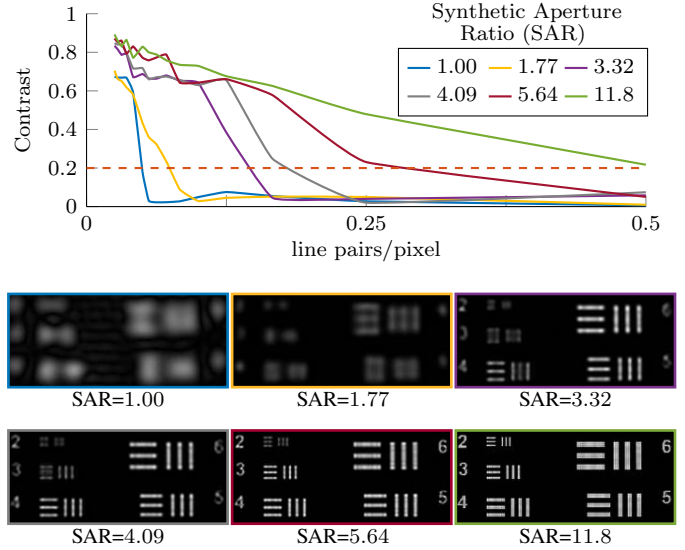 Synthetic Aperture
Ratio (SAR)
1.00 1.77 3.32
4.09 5.64 11.8
Contrast
1
0.8
0.6
0.4
0.2
0
0 0.25 0.5
line pairs/pixel
6
3
4 5
SAR=1.00 SAR=1.77 SAR=3.32
2 6 2 6 2 6
3 3 3
4 5 4 5 4 5
SAR=4.09 SAR=5.64 SAR=11.8